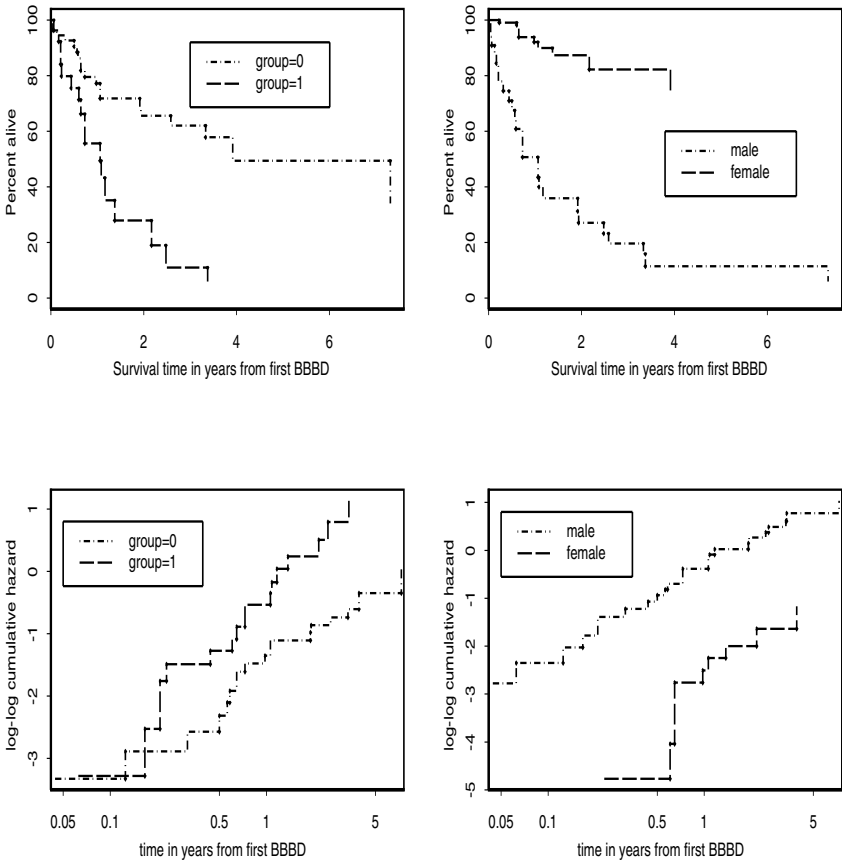 Percent alive
100
80
60
40
20
0
group=0
group=1
0 2 4 6
Survival time in years from first BBBD
Percent alive
100
80
60
40
20
0
male
female
0 2 4 6
Survival time in years from first BBBD
log-log cumulative hazard
1
0
-1
-2
-3
group=0
group=1
0.05 0.1 0.5 1 5
time in years from first BBBD
log-log cumulative hazard
1
0
-1
-2
-3
-4
-5
male
female
0.05 0.1 0.5 1 5
time in years from first BBBD